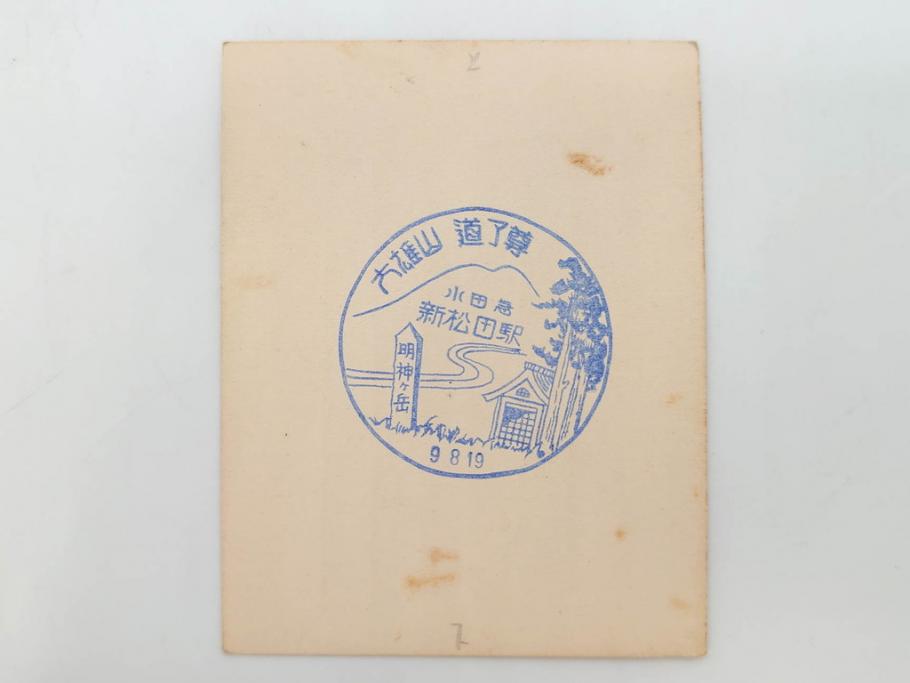 大雄山 道了尊
小田急
新松田駅
明神ヶ岳
9 8 19